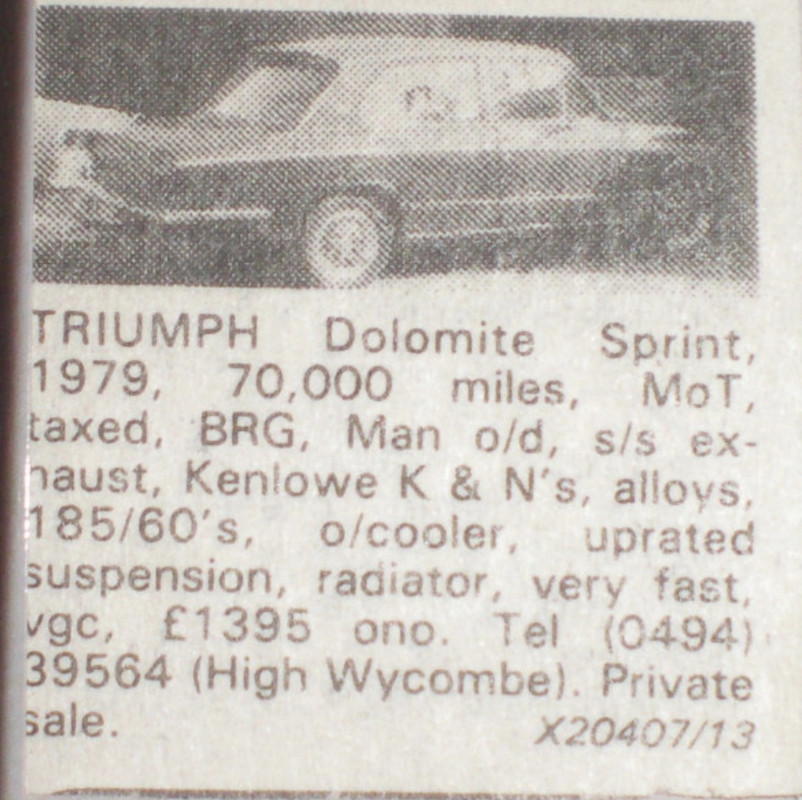 TRIUMPH Dolomite Sprint,
1979, 70,000 miles, MoT,
taxed, BRG, Man o/d, s/s ex-
haust, Kenlowe K & N's, alloys,
185/60's, o/cooler, uprated
suspension, radiator, very fast,
vgc, £1395 ono. Tel (0494)
39564 (High Wycombe). Private
sale. X20407/13